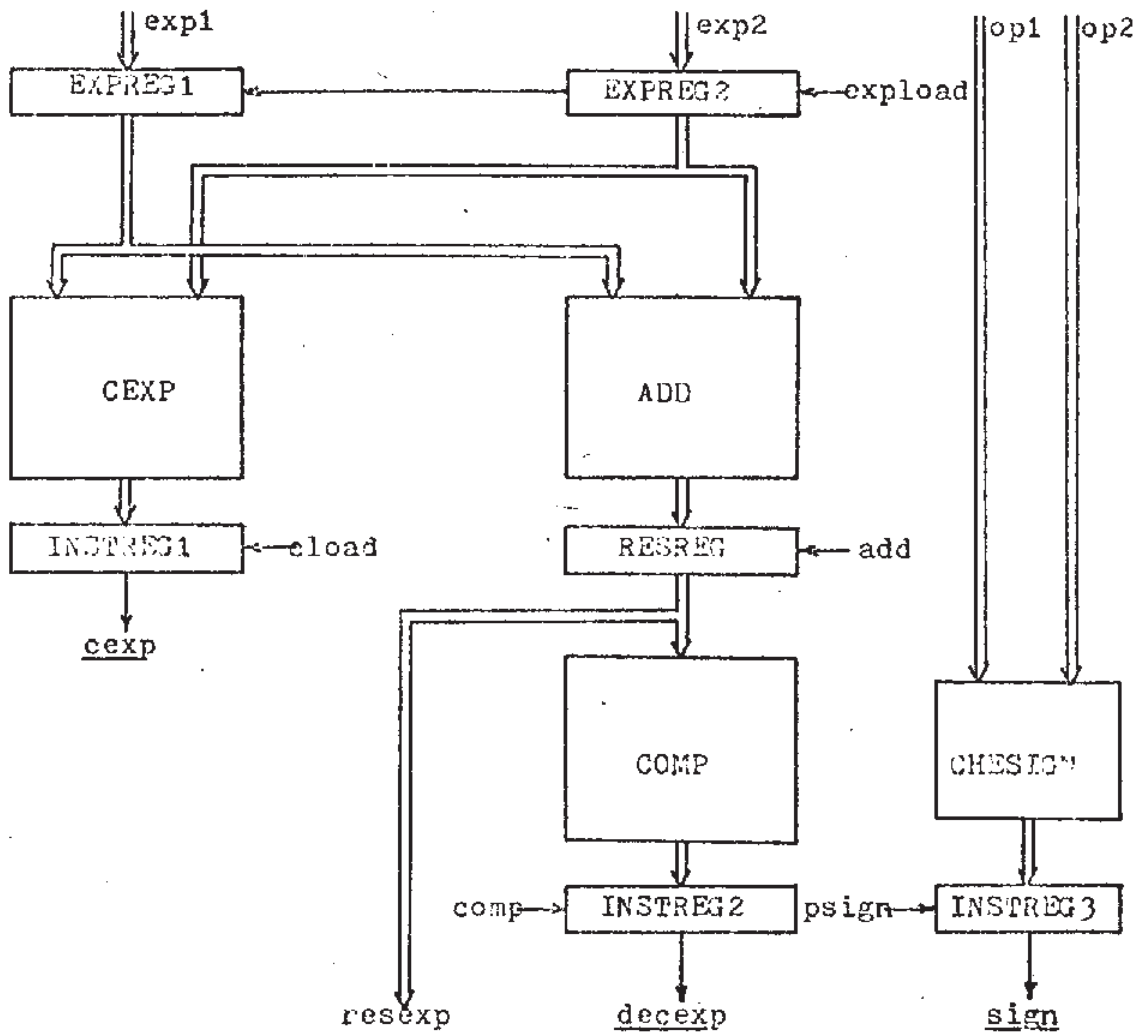 exp1
exp2
op1
op2
EXPREG1
EXPREG2
expload
CEXP
ADD
INSTREG1
cload
RESREG
add
cexp
COMP
CHESIGN
comp
INSTREG2
psign
INSTREG3
resexp
decexp
sign